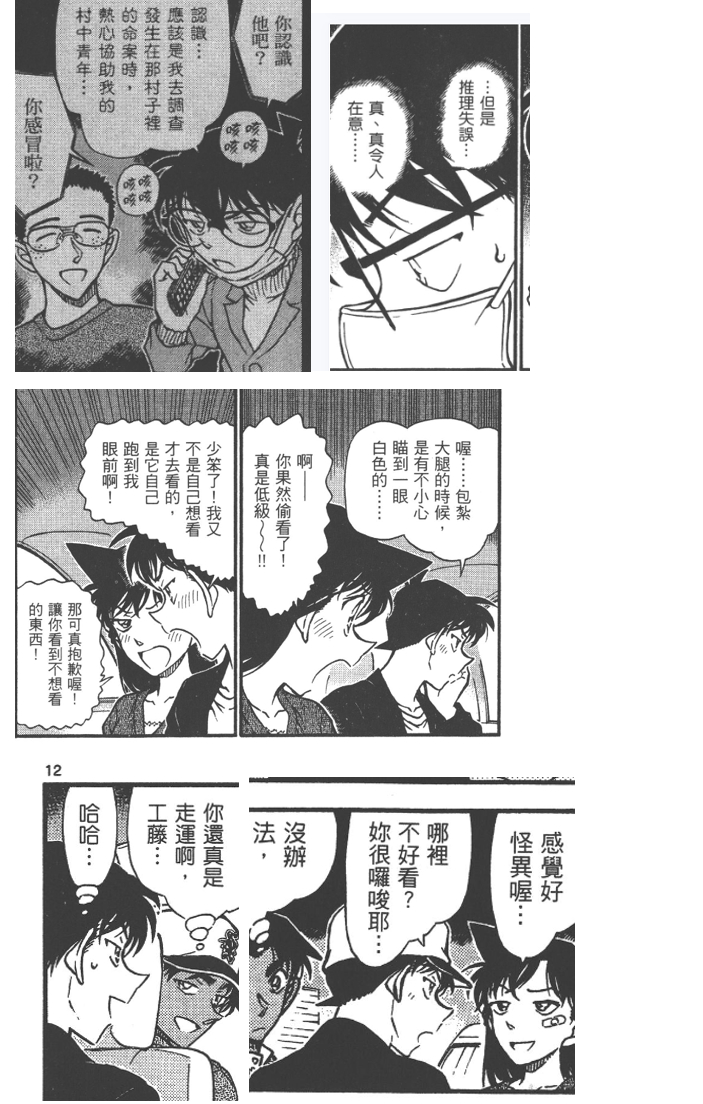 你認識
他吧？
認識…
應該是我去調查
發生在那村子裡
的命案時，
熱心協助我的
村中青年…
咳咳
咳咳
咳咳
咳咳
你感冒啦？
…但是
推理失誤…
真、真令人
在意……
喔……包紮
大腿的時候，
是有不小心
瞄到一眼
白色的……
啊——
你果然偷看了！
真是低級～～!!
少笨了！我又
不是自己想看
才去看的，
是它自己
跑到我
眼前啊！
那可真抱歉喔！
讓你看到不想看
的東西！
12
感覺好
怪異喔…
哪裡
不好看？
妳很囉唆耶…
沒辦
法，
你還真是
走運啊，
工藤…
哈哈…